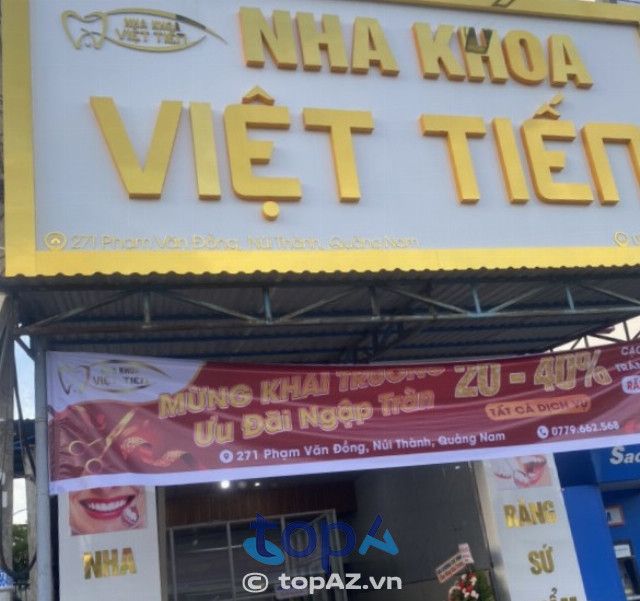 NHA KHOA
VIỆT TIẾN
NHA KHOA
VIỆT TIẾN
271 Phạm Văn Đồng, Núi Thành, Quảng Nam
NHA KHOA
VIỆT TIẾN
MỪNG KHAI TRƯƠNG
20 - 40%
Ưu Đãi Ngập Tràn
TẤT CẢ DỊCH VỤ
271 Phạm Văn Đồng, Núi Thành, Quảng Nam
0779.662.568
NHA
RĂNG
SỨ
topAZ
© topAZ.vn